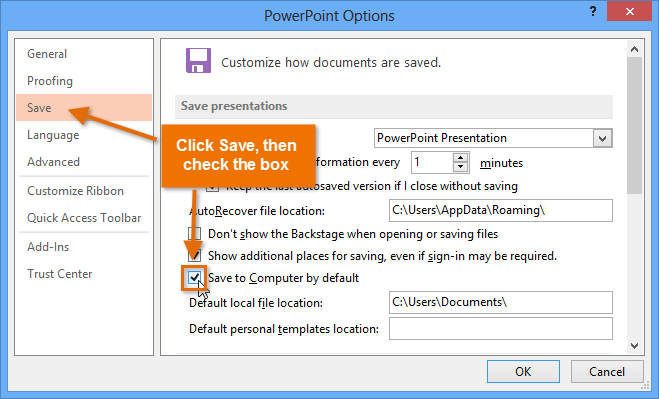 PowerPoint Options
?
General
Proofing
Save
Language
Advanced
Customize Ribbon
Quick Access Toolbar
Add-Ins
Trust Center
Customize how documents are saved.
Save presentations
PowerPoint Presentation
every 1 minutes
Click Save, then
check the box
Keep the last autosaved version if I close without saving
AutoRecover file location: C:\Users\AppData\Roaming\
Don't show the Backstage when opening or saving files
Show additional places for saving, even if sign-in may be required.
Save to Computer by default
Default local file location: C:\Users\Documents\
Default personal templates location:
OK Cancel